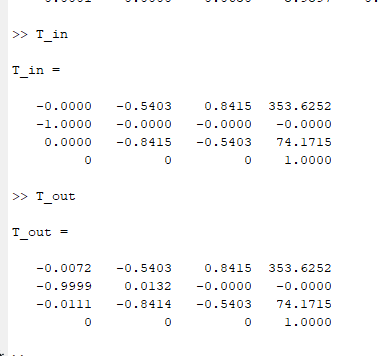 >> T_in
T_in =
-0.0000 -0.5403 0.8415 353.6252
-1.0000 -0.0000 -0.0000 -0.0000
0.0000 -0.8415 -0.5403 74.1715
0 0 0 1.0000
>> T_out
T_out =
-0.0072 -0.5403 0.8415 353.6252
-0.9999 0.0132 -0.0000 -0.0000
-0.0111 -0.8414 -0.5403 74.1715
0 0 0 1.0000